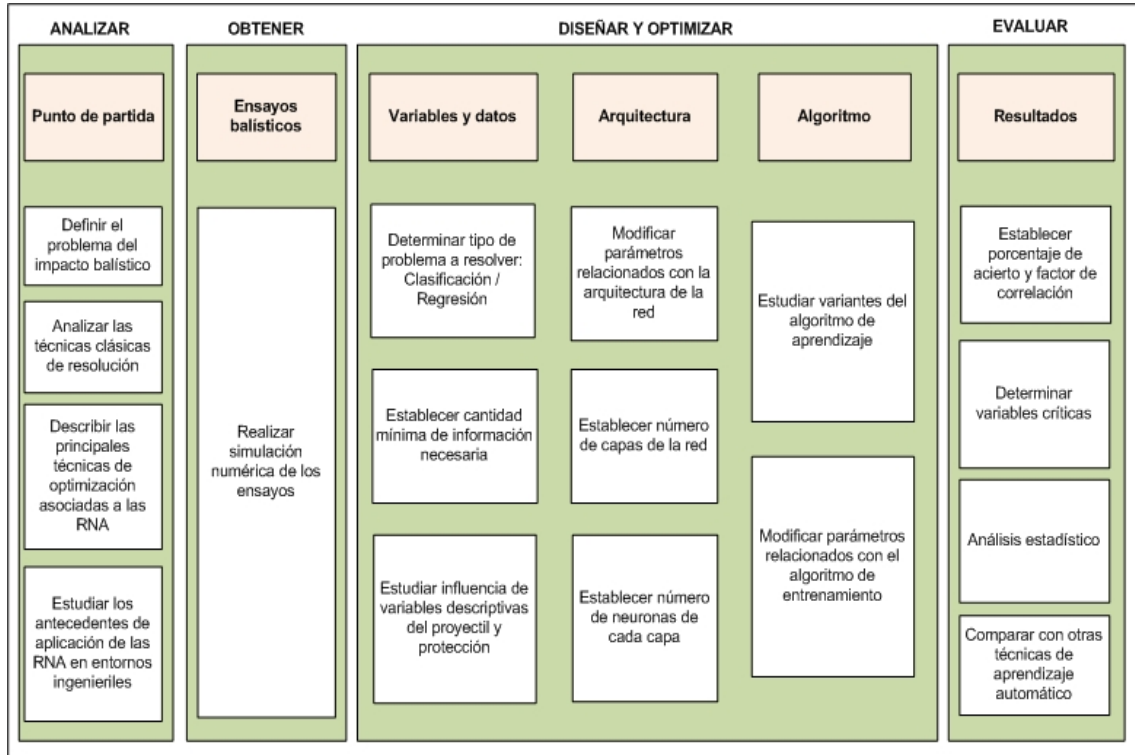 ANALIZAR
OBTENER
DISEÑAR Y OPTIMIZAR
EVALUAR
Punto de partida
Ensayos
balísticos
Variables y datos
Arquitectura
Algoritmo
Resultados
Definir el
problema del
impacto balístico
Analizar las
técnicas clásicas
de resolución
Describir las
principales
técnicas de
optimización
asociadas a las
RNA
Estudiar los
antecedentes de
aplicación de las
RNA en entornos
ingenieriles
Realizar
simulación
numérica de los
ensayos
Determinar tipo de
problema a resolver:
Clasificación /
Regresión
Establecer cantidad
mínima de información
necesaria
Estudiar influencia de
variables descriptivas
del proyectil y
protección
Modificar
parámetros
relacionados con la
arquitectura de la
red
Establecer número
de capas de la red
Establecer número
de neuronas de
cada capa
Estudiar variantes del
algoritmo de
aprendizaje
Modificar parámetros
relacionados con el
algoritmo de
entrenamiento
Establecer
porcentaje de
acierto y factor de
correlación
Determinar
variables críticas
Análisis estadístico
Comparar con otras
técnicas de
aprendizaje
automático